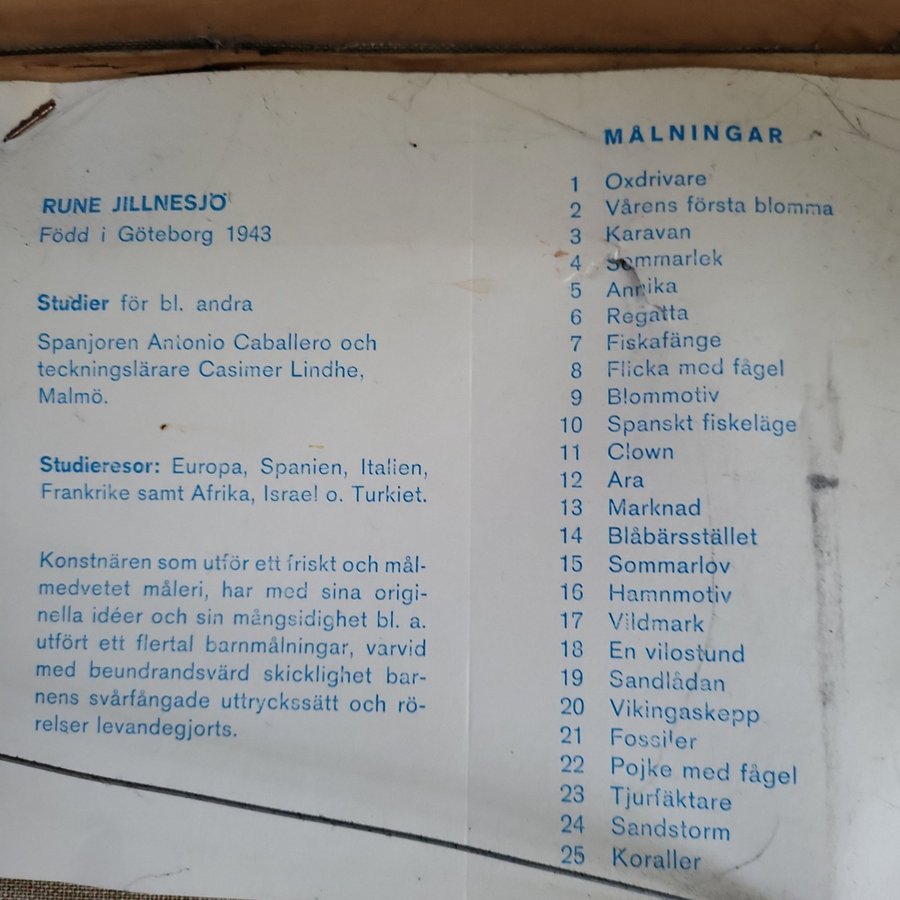 RUNE JILLNESJÖ
Född i Göteborg 1943
Studier för bl. andra
Spanjoren Antonio Caballero och
teckningslärare Casimer Lindhe,
Malmö.
Studieresor: Europa, Spanien, Italien,
Frankrike samt Afrika, Israel o. Turkiet.
Konstnären som utför ett friskt och mål-
medvetet måleri, har med sina origi-
nella idéer och sin mångsidighet bl. a.
utfört ett flertal barnmålningar, varvid
med beundrandsvärd skicklighet bar-
nens svårfångade uttryckssätt och rö-
relser levandegjorts.
MÅLNINGAR
1 Oxdrivare
2 Vårens första blomma
3 Karavan
4 Sommarlek
5 Annika
6 Regatta
7 Fiskafänge
8 Flicka med fågel
9 Blommotiv
10 Spanskt fiskeläge
11 Clown
12 Ara
13 Marknad
14 Blåbärsstället
15 Sommarlov
16 Hamnmotiv
17 Vildmark
18 En vilostund
19 Sandlådan
20 Vikingaskepp
21 Fossiler
22 Pojke med fågel
23 Tjurfäktare
24 Sandstorm
25 Koraller